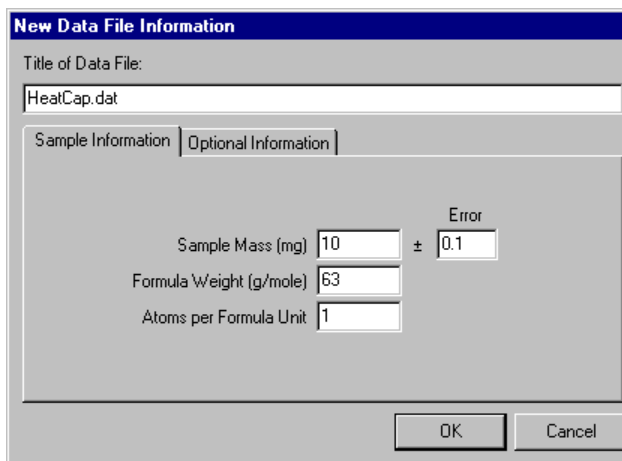 New Data File Information
Title of Data File:
HeatCap.dat
Sample Information Optional Information
Error
Sample Mass (mg) 10 ± 0.1
Formula Weight (g/mole) 63
Atoms per Formula Unit 1
OK Cancel